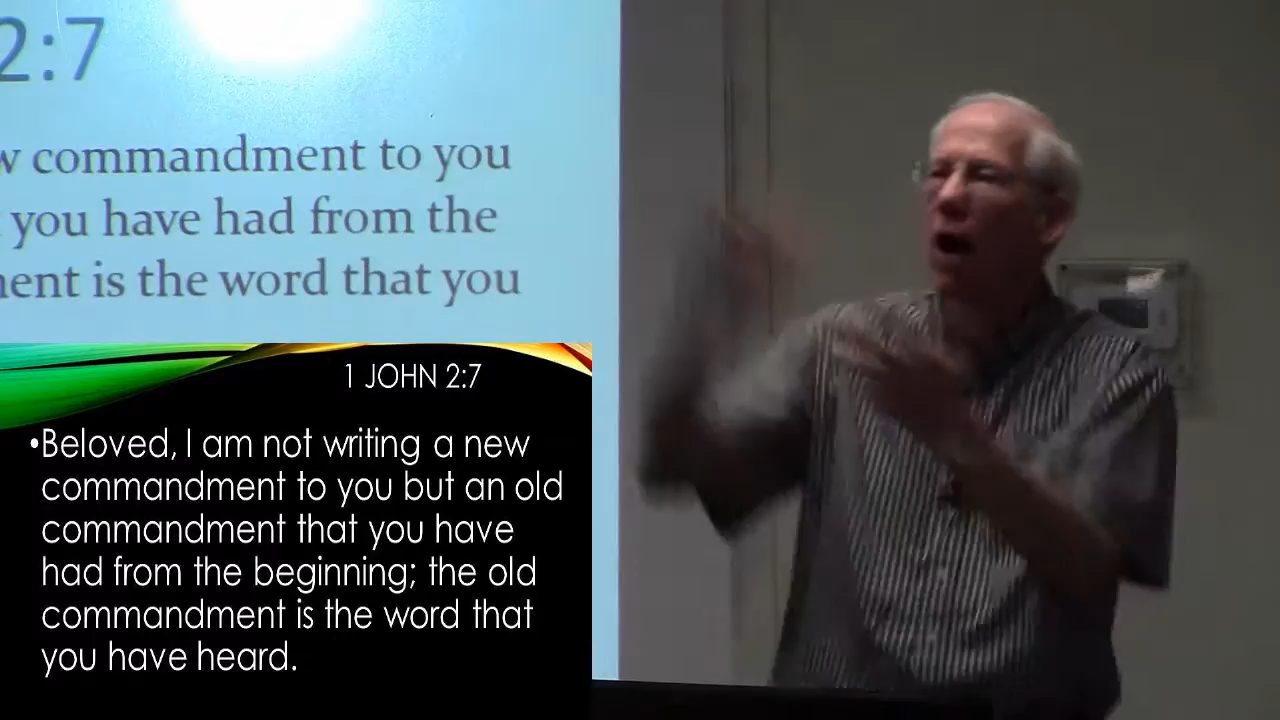 2:7
commandment to you
you have had from the
is the word that you
1 JOHN 2:7
•Beloved, I am not writing a new
commandment to you but an old
commandment that you have
had from the beginning; the old
commandment is the word that
you have heard.